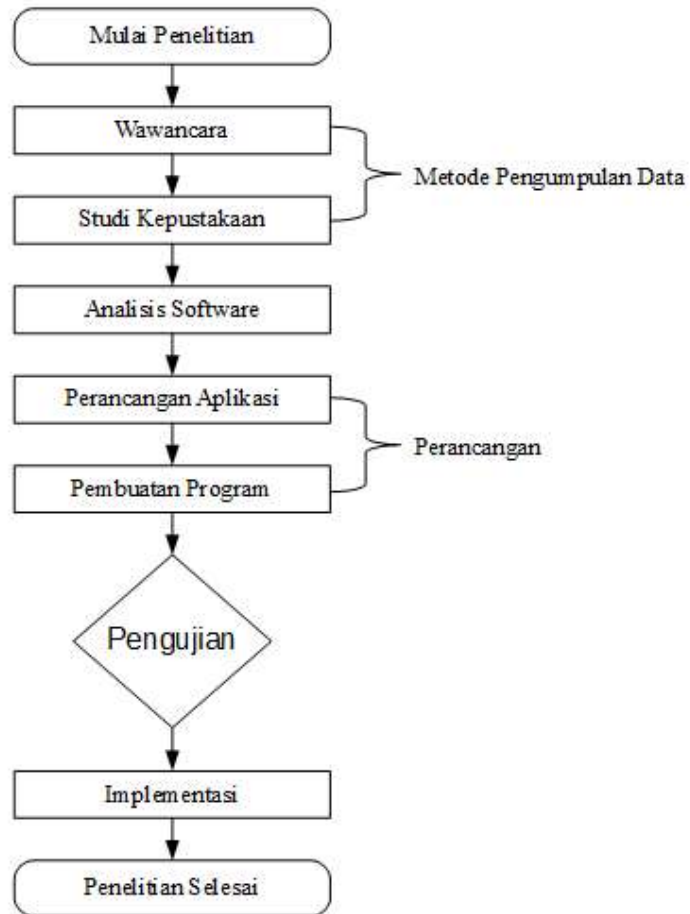 Mulai Penelitian
Wawancara
Metode Pengumpulan Data
Studi Kepustakaan
Analisis Software
Perancangan Aplikasi
Perancangan
Pembuatan Program
Pengujian
Implementasi
Penelitian Selesai